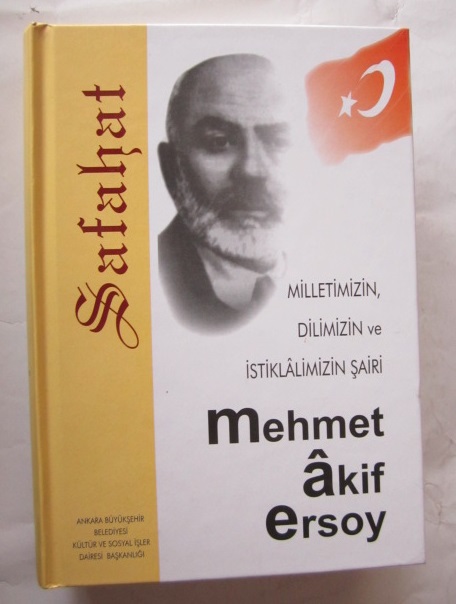 Safahat
MİLLETİMİZİN,
DİLİMİZİN ve
İSTİKLÂLİMİZİN ŞAİRİ
mehmet
âkif
ersoy
ANKARA BÜYÜKŞEHİR
BELEDİYESİ
KÜLTÜR VE SOSYAL İŞLER
DAİRESİ BAŞKANLIĞI